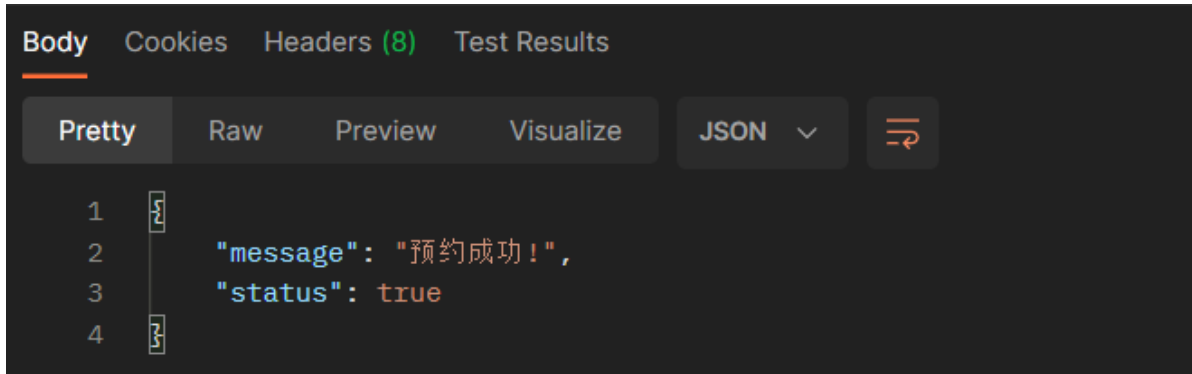 Body Cookies Headers (8) Test Results
Pretty Raw Preview Visualize JSON
1 {
2 "message": "预约成功!",
3 "status": true
4 }